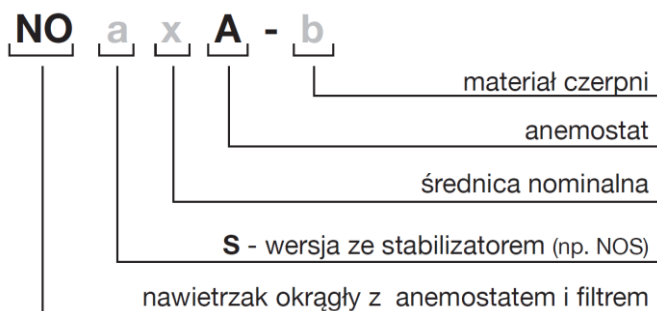 NO a x A - b
materiał czerpni
anemostat
średnica nominalna
S - wersja ze stabilizatorem (np. NOS)
nawietrzak okrągły z anemostatem i filtrem